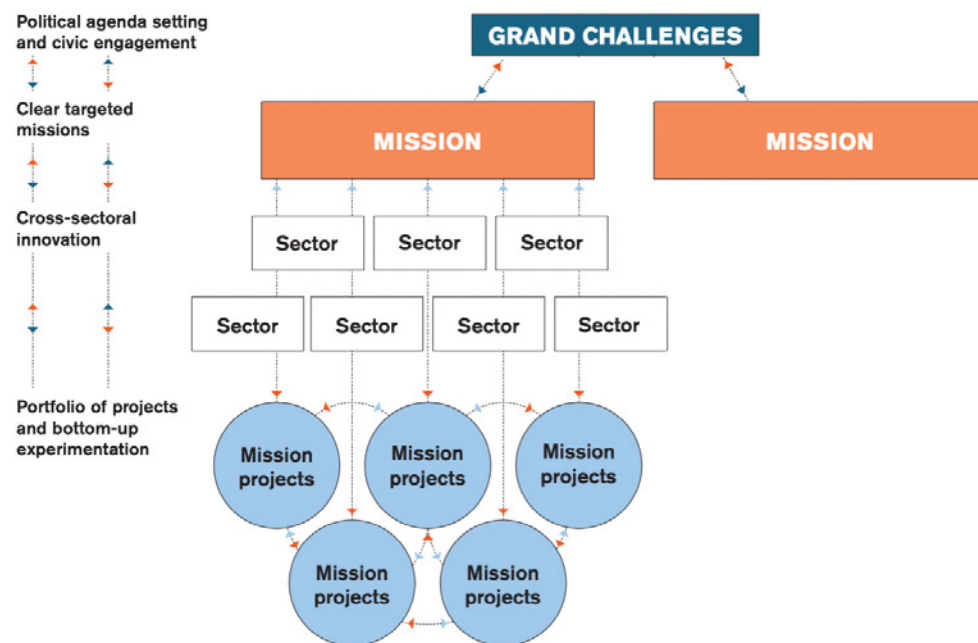 Political agenda setting
and civic engagement
GRAND CHALLENGES
Clear targeted
missions
MISSION
MISSION
Cross-sectoral
innovation
Sector
Sector
Sector
Sector
Sector
Sector
Sector
Portfolio of projects
and bottom-up
experimentation
Mission
projects
Mission
projects
Mission
projects
Mission
projects
Mission
projects